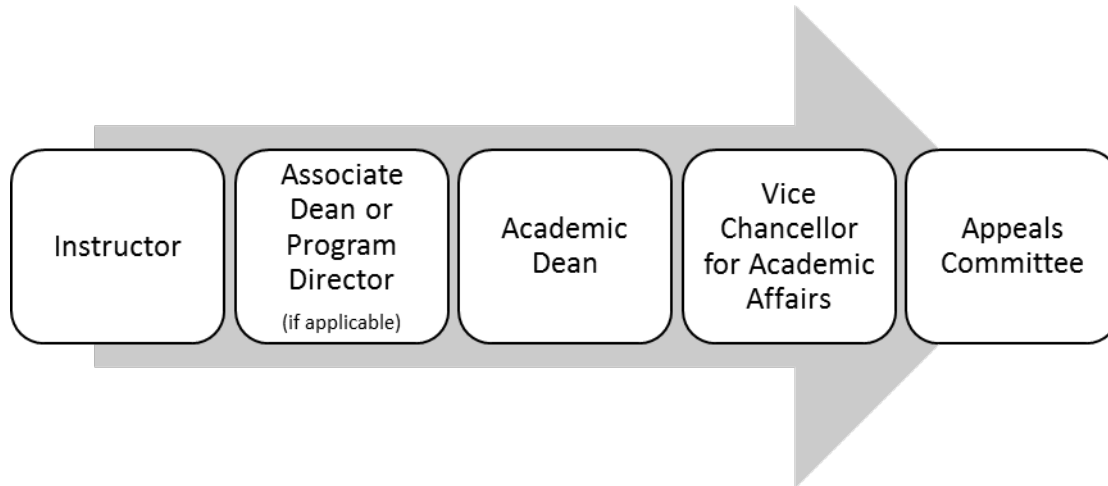 Instructor
Associate
Dean or
Program
Director
(if applicable)
Academic
Dean
Vice
Chancellor
for Academic
Affairs
Appeals
Committee